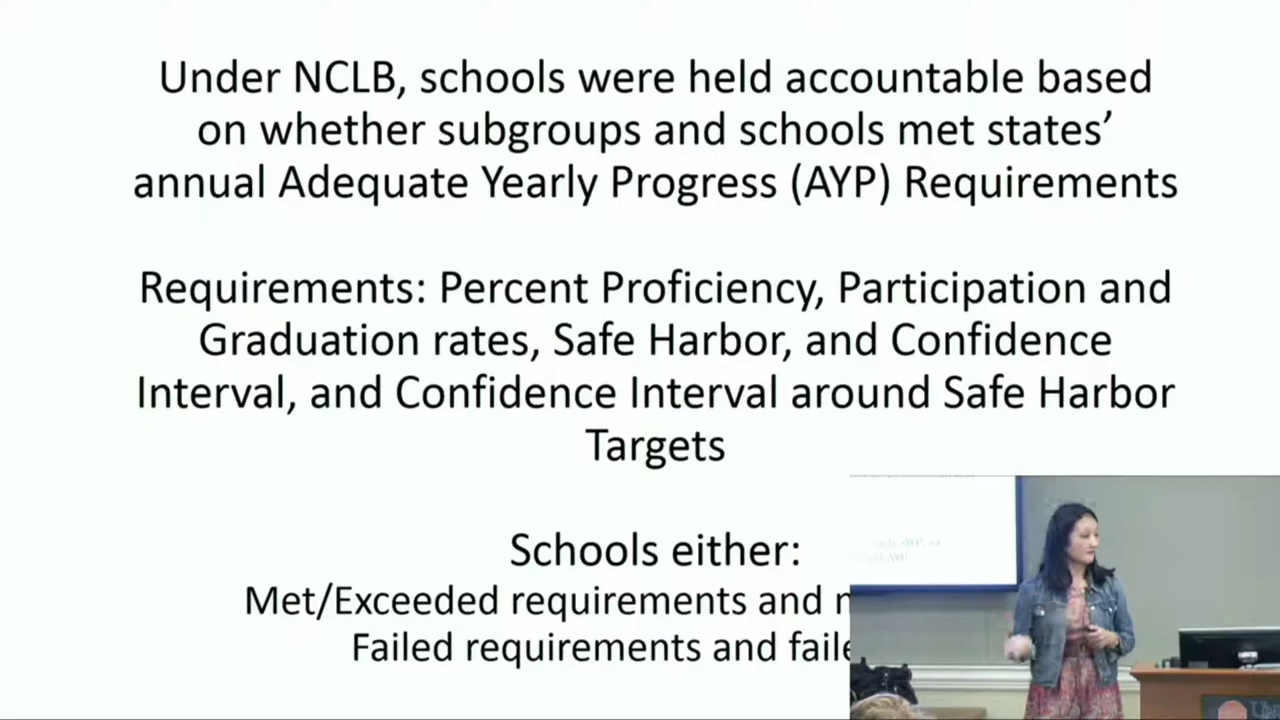 Under NCLB, schools were held accountable based
on whether subgroups and schools met states’
annual Adequate Yearly Progress (AYP) Requirements
Requirements: Percent Proficiency, Participation and
Graduation rates, Safe Harbor, and Confidence
Interval, and Confidence Interval around Safe Harbor
Targets
Schools either:
Met/Exceeded requirements and
Failed requirements and